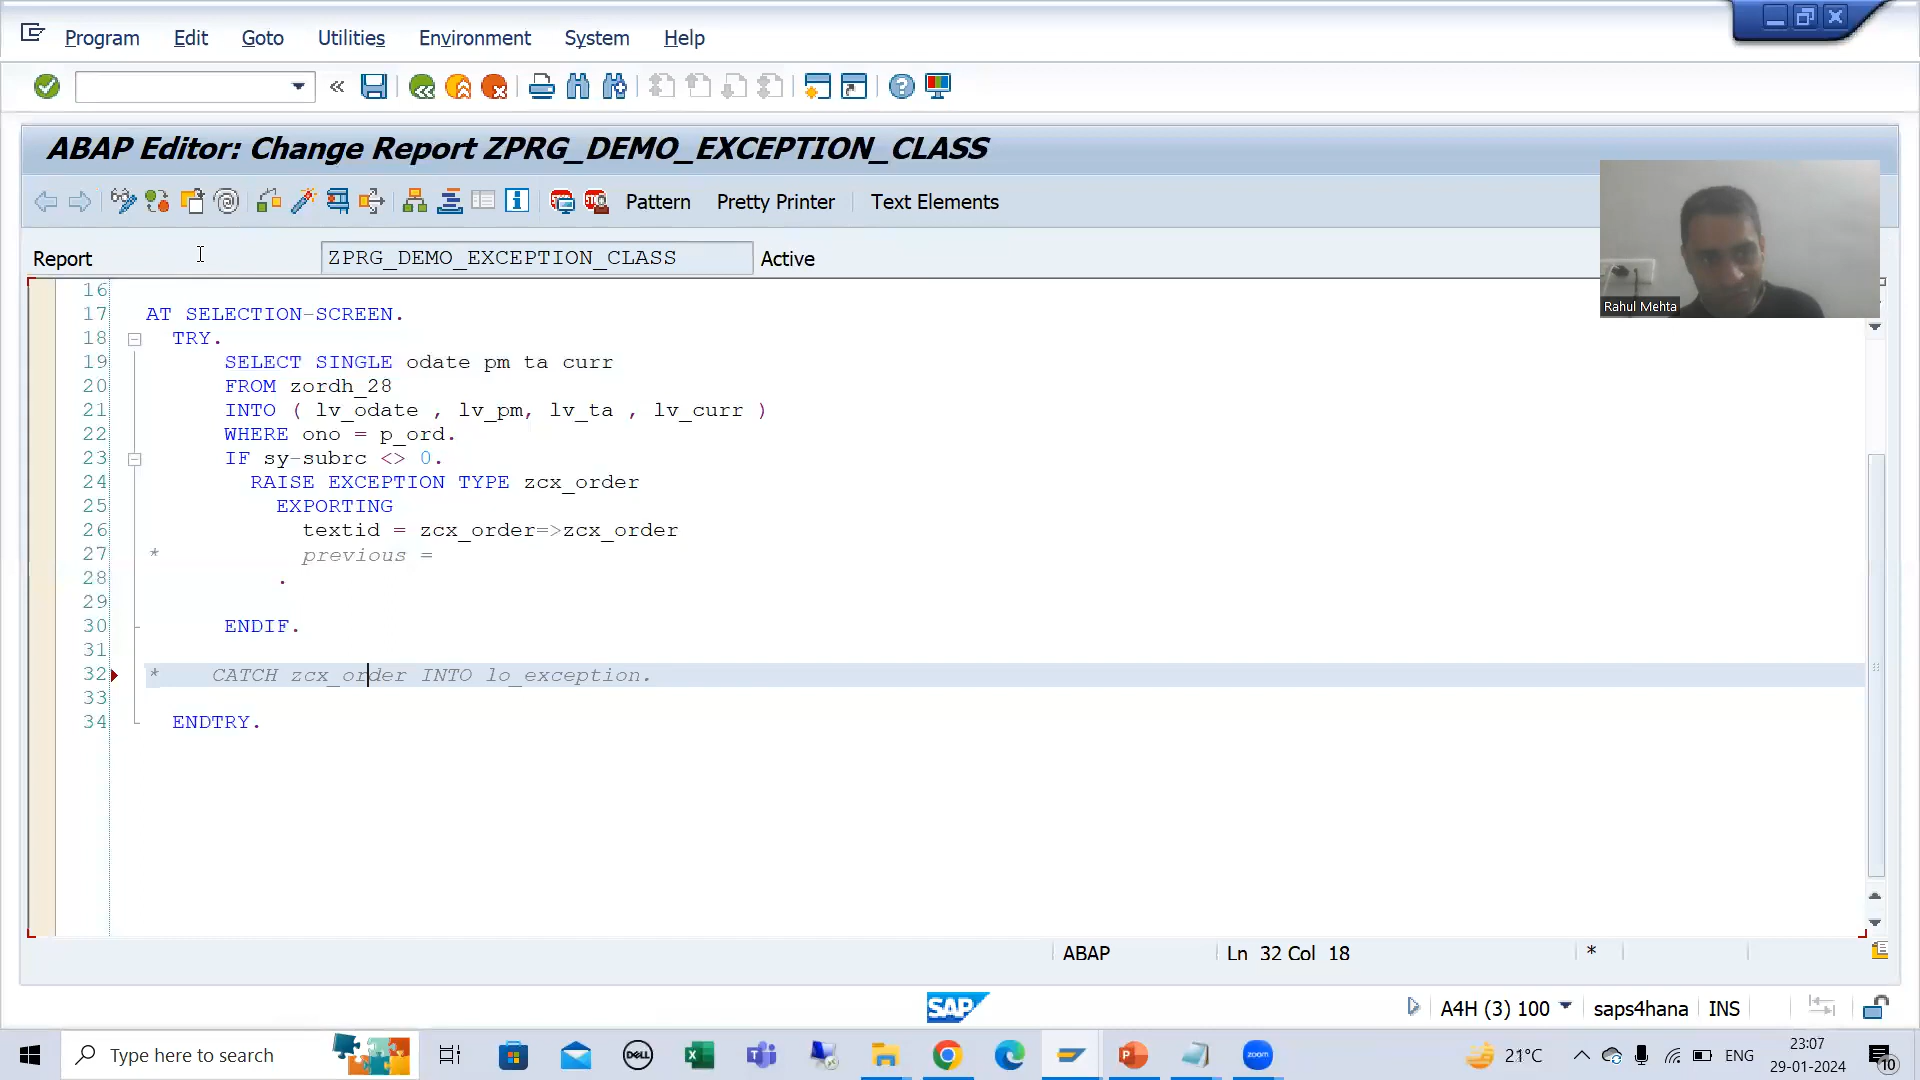 Program Edit Goto Utilities Environment System Help
ABAP Editor: Change Report ZPRG_DEMO_EXCEPTION_CLASS
Pattern Pretty Printer Text Elements
Report ZPRG_DEMO_EXCEPTION_CLASS Active
Rahul Mehta
16
17 AT SELECTION-SCREEN.
18 TRY.
19 SELECT SINGLE odate pm ta curr
20 FROM zordh_28
21 INTO ( lv_odate , lv_pm, lv_ta , lv_curr )
22 WHERE ono = p_ord.
23 IF sy-subrc <> 0.
24 RAISE EXCEPTION TYPE zcx_order
25 EXPORTING
26 textid = zcx_order=>zcx_order
27 * previous =
28 .
29
30 ENDIF.
31
32 * CATCH zcx_order INTO lo_exception.
33
34 ENDTRY.
ABAP Ln 32 Col 18 *
SAP
A4H (3) 100 saps4hana INS
Type here to search
DELL
zoom
21°C
ENG
23:07
29-01-2024
10